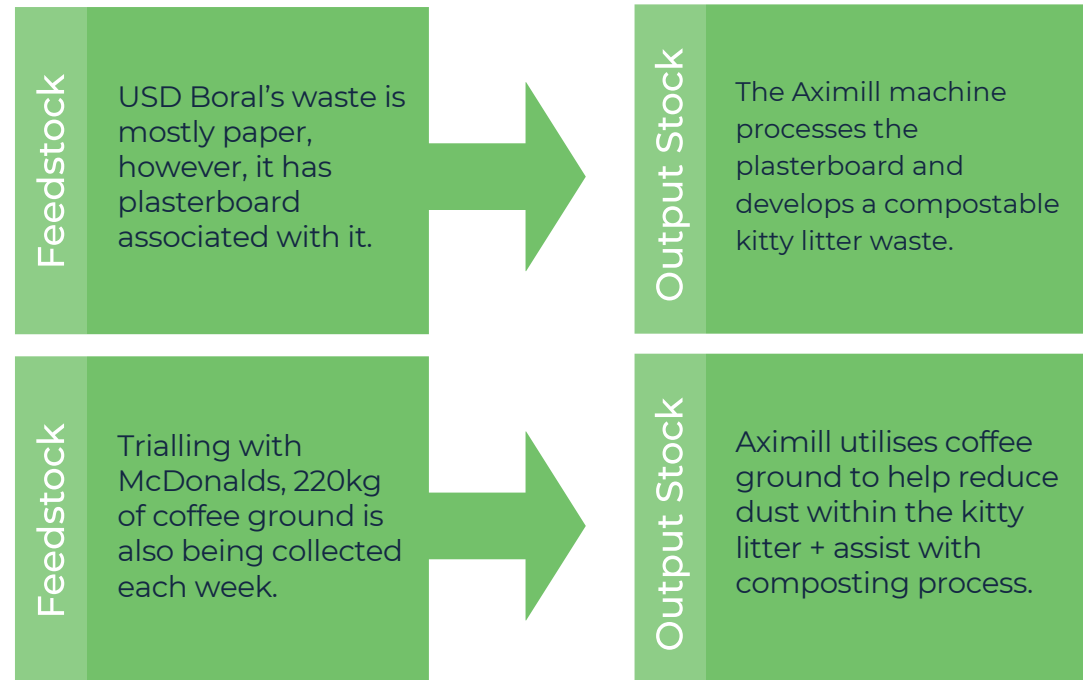 Feedstock
USD Boral's waste is
mostly paper,
however, it has
plasterboard
associated with it.
Output Stock
The Aximill machine
processes the
plasterboard and
develops a compostable
kitty litter waste.
Feedstock
Trialling with
McDonalds, 220kg
of coffee ground is
also being collected
each week.
Output Stock
Aximill utilises coffee
ground to help reduce
dust within the kitty
litter + assist with
composting process.